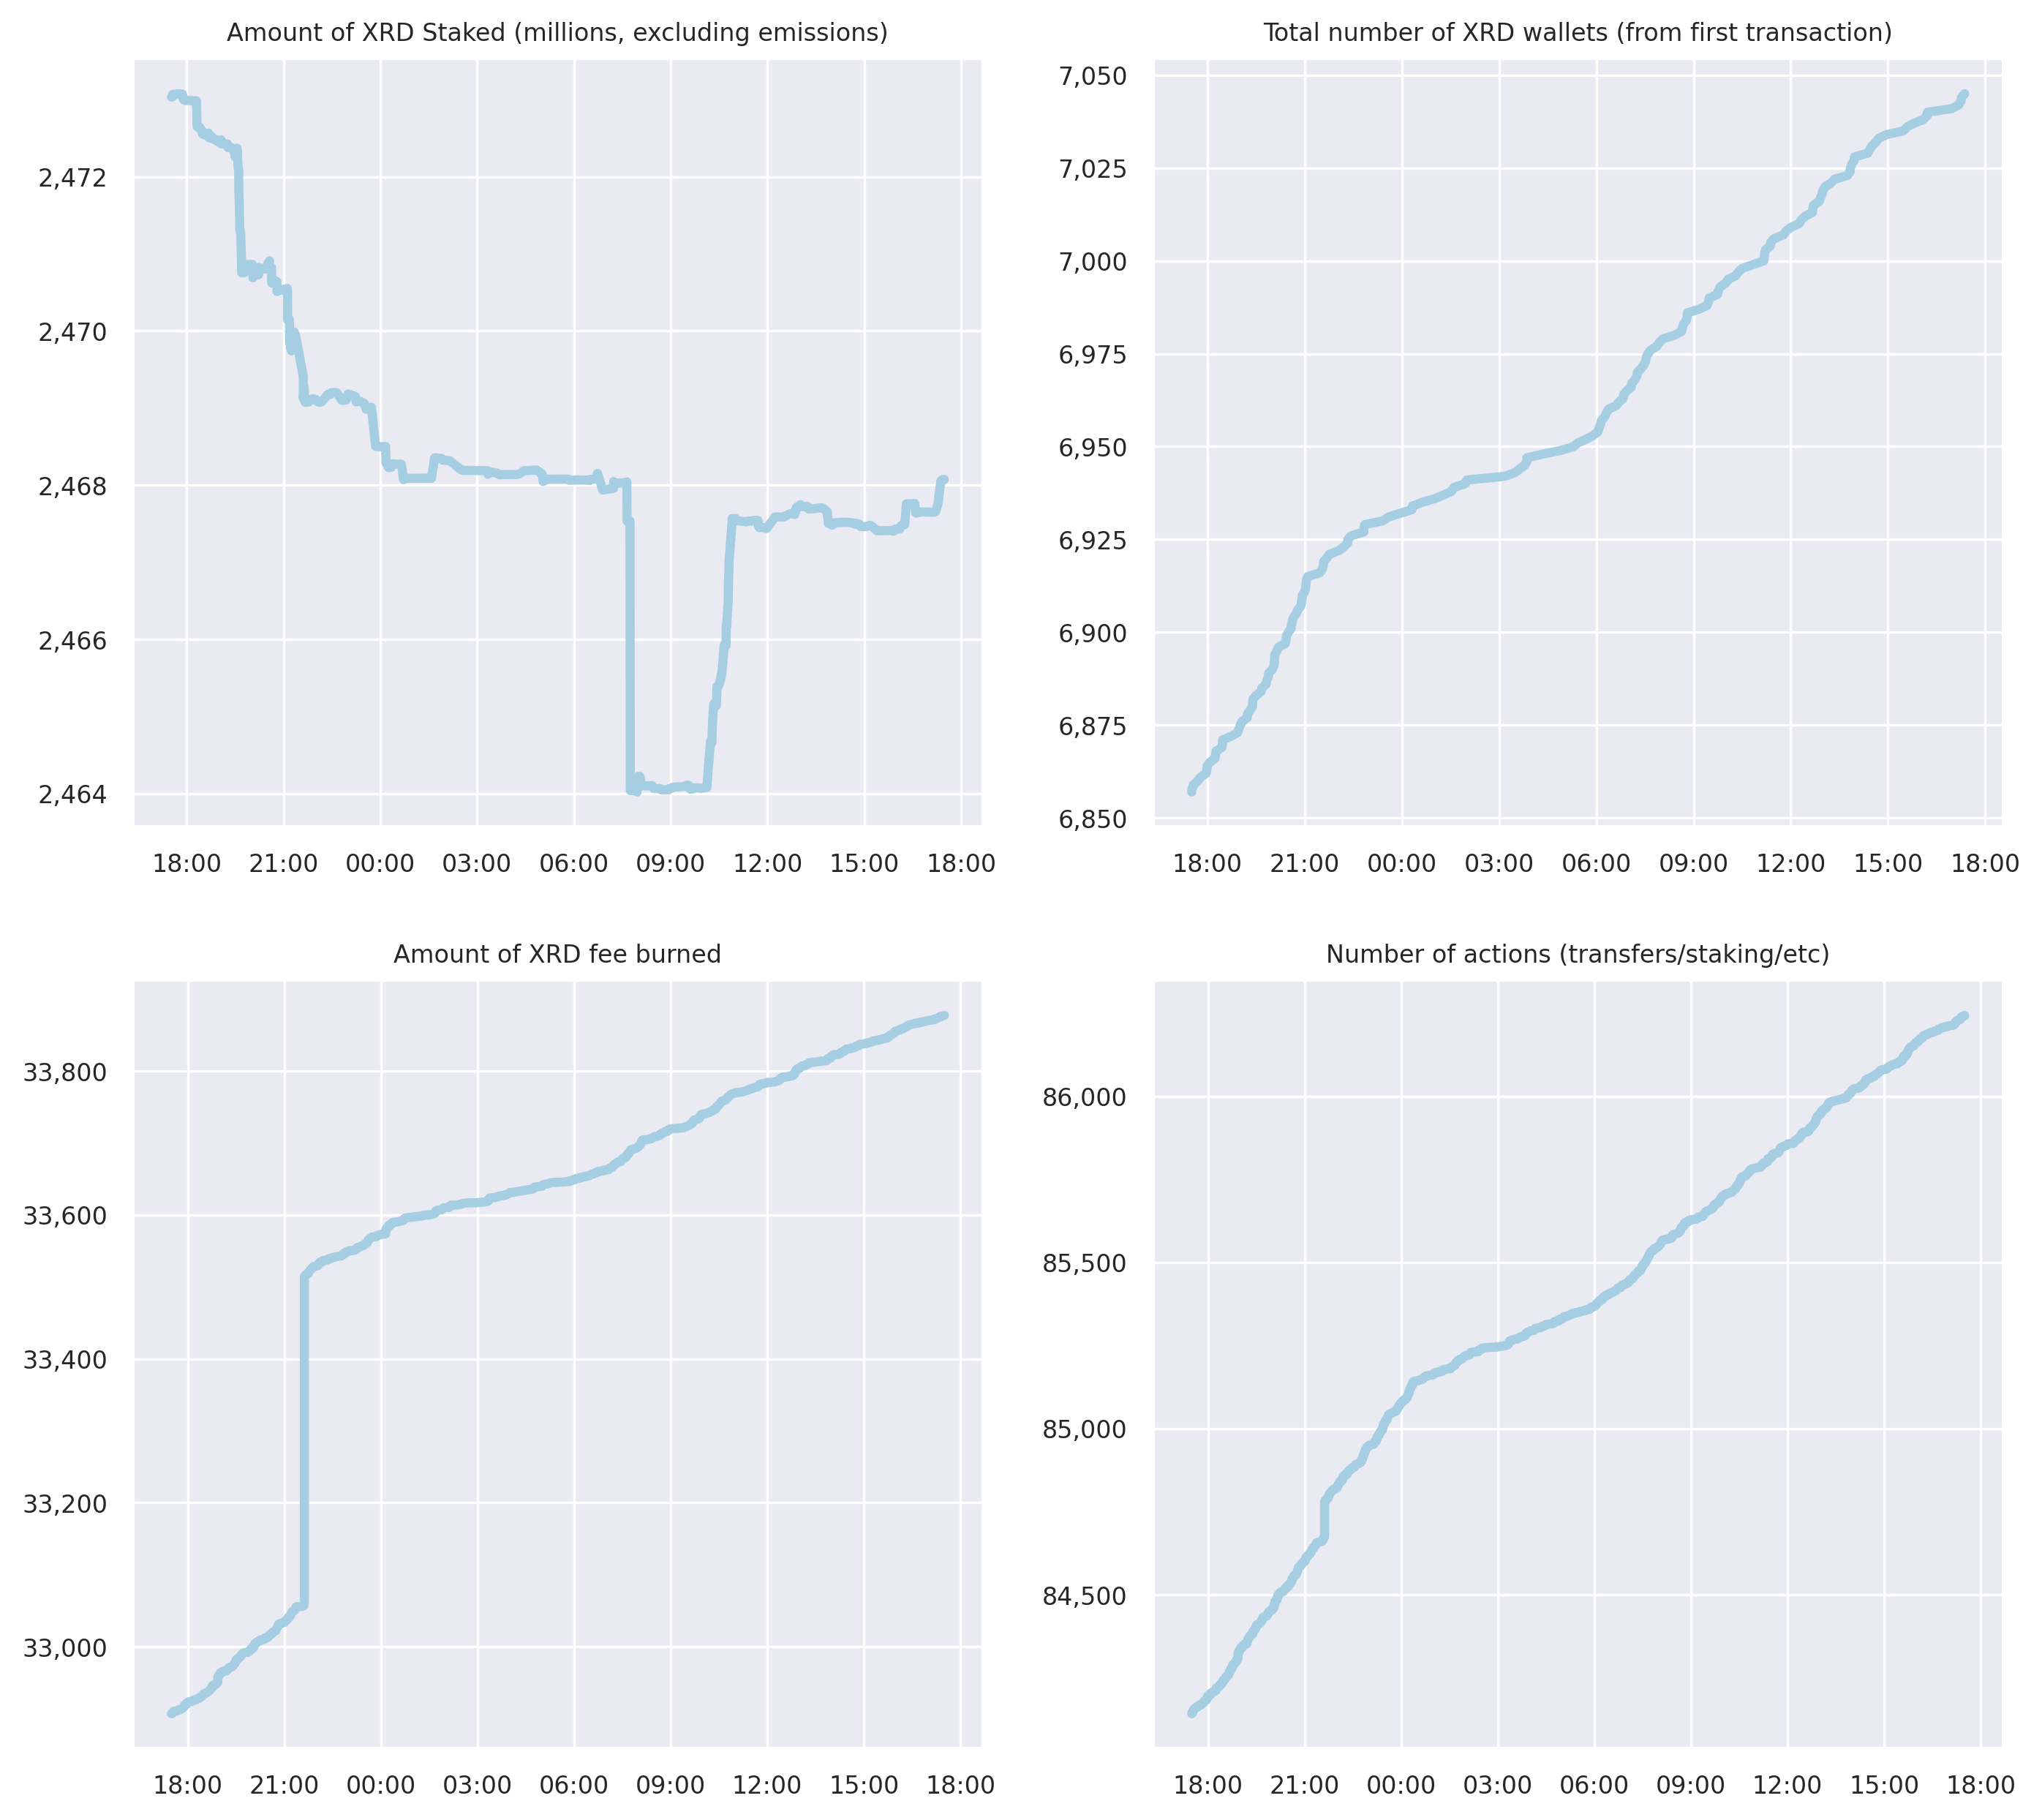 Amount of XRD Staked (millions, excluding emissions)
2,472
2,470
2,468
2,466
2,464
18:00 21:00 00:00 03:00 06:00 09:00 12:00 15:00 18:00
Total number of XRD wallets (from first transaction)
7,050
7,025
7,000
6,975
6,950
6,925
6,900
6,875
6,850
18:00 21:00 00:00 03:00 06:00 09:00 12:00 15:00 18:00
Amount of XRD fee burned
33,800
33,600
33,400
33,200
33,000
18:00 21:00 00:00 03:00 06:00 09:00 12:00 15:00 18:00
Number of actions (transfers/staking/etc)
86,000
85,500
85,000
84,500
18:00 21:00 00:00 03:00 06:00 09:00 12:00 15:00 18:00